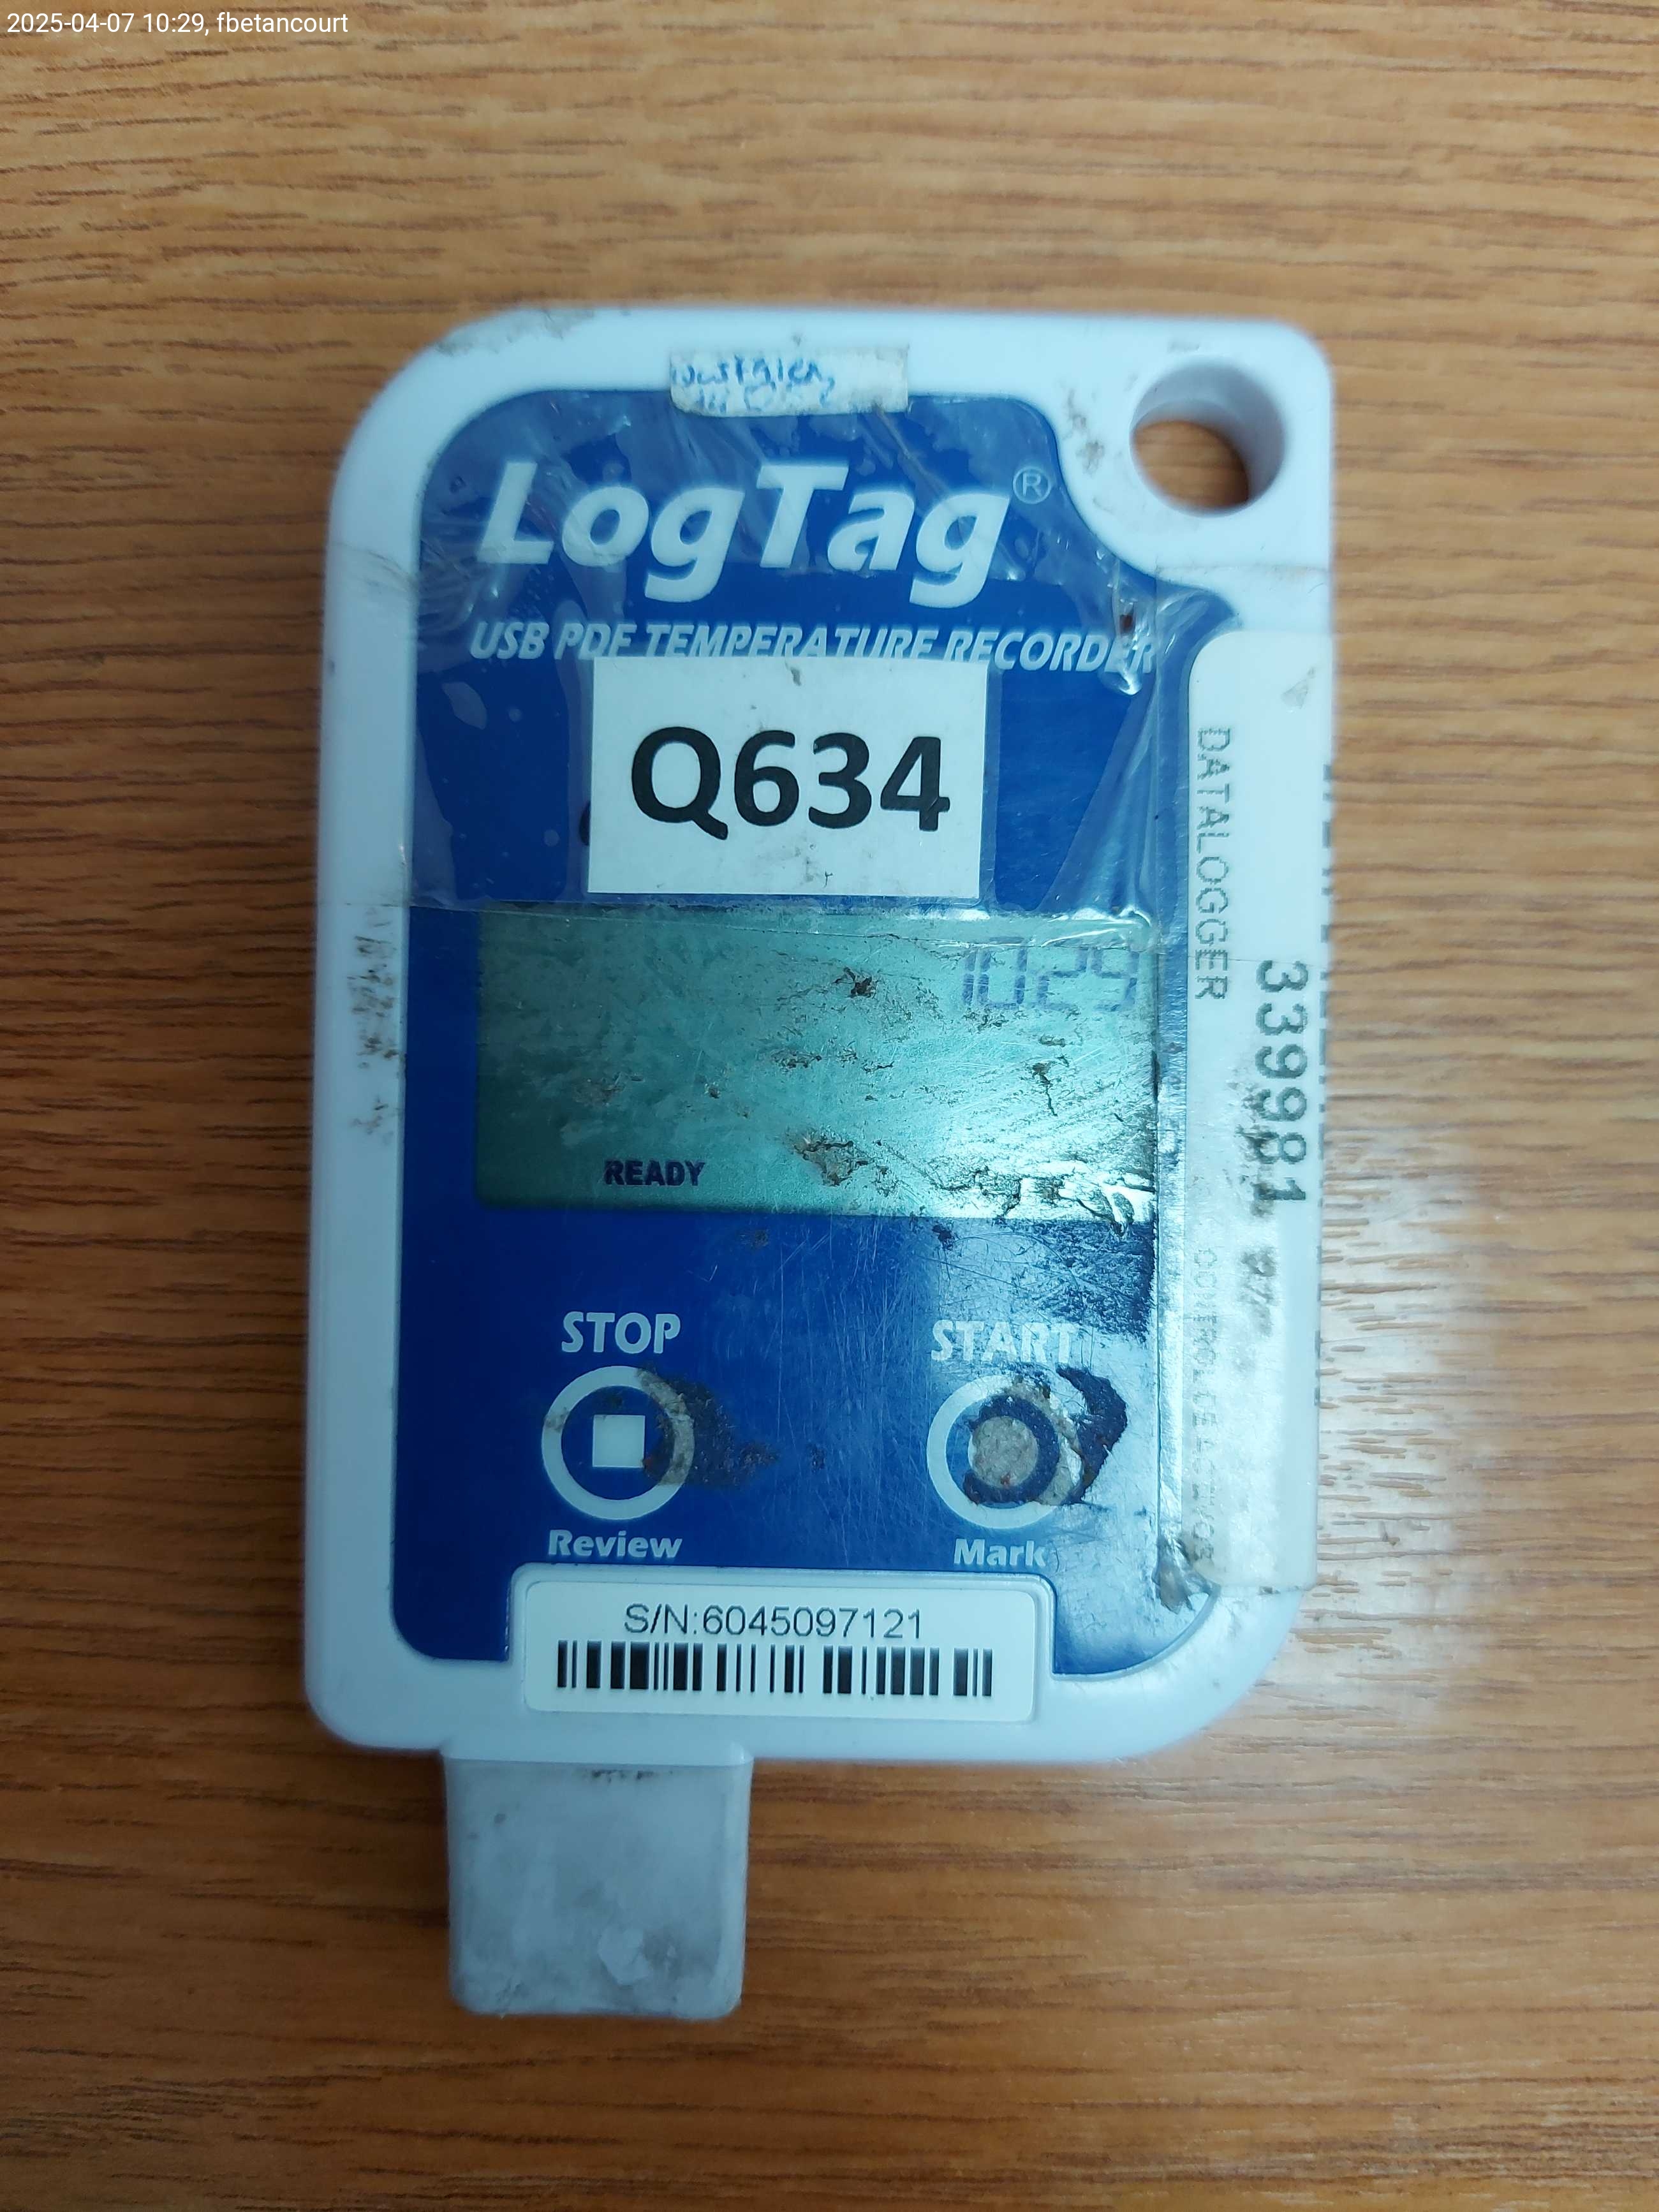 2025-04-07 10:29, fbetancourt
LogTag®
USB PDF TEMPERATURE RECORDER
Q634
10:29
READY
DATALOGGER
339981
STOP
START
Review
Mark
S/N:6045097121